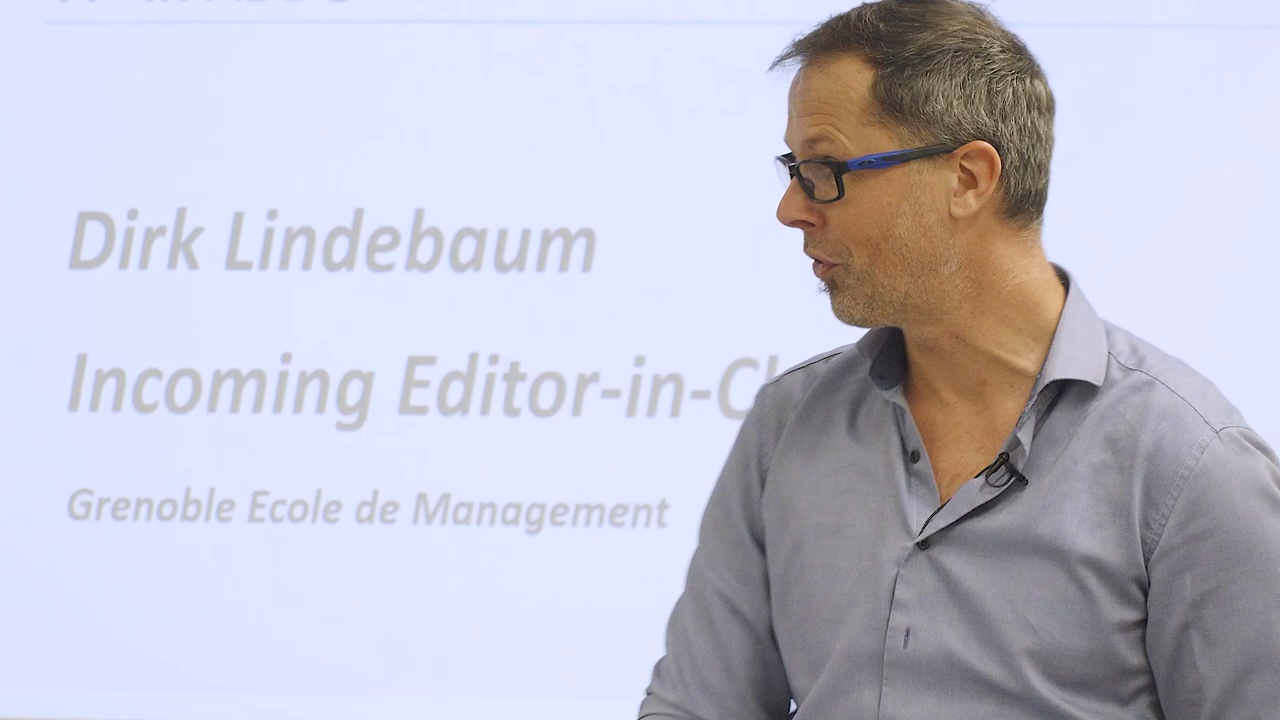 Dirk Lindebaum
Incoming Editor-in-
Grenoble Ecole de Management